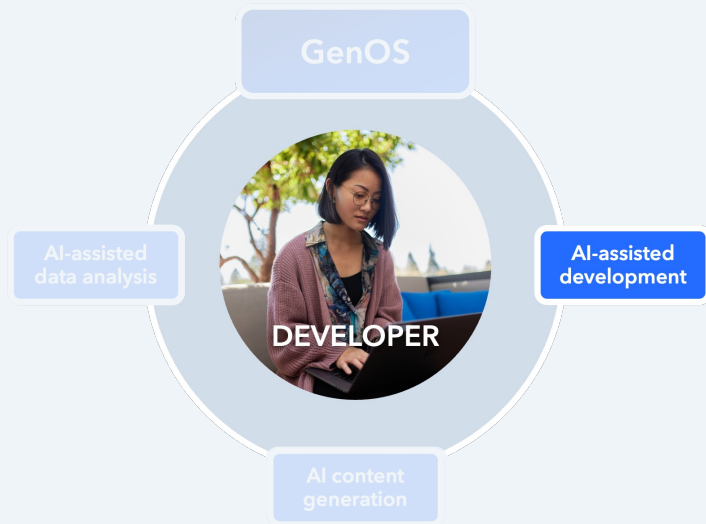 GenOS
AI-assisted
data analysis
AI-assisted
development
DEVELOPER
AI content
generation